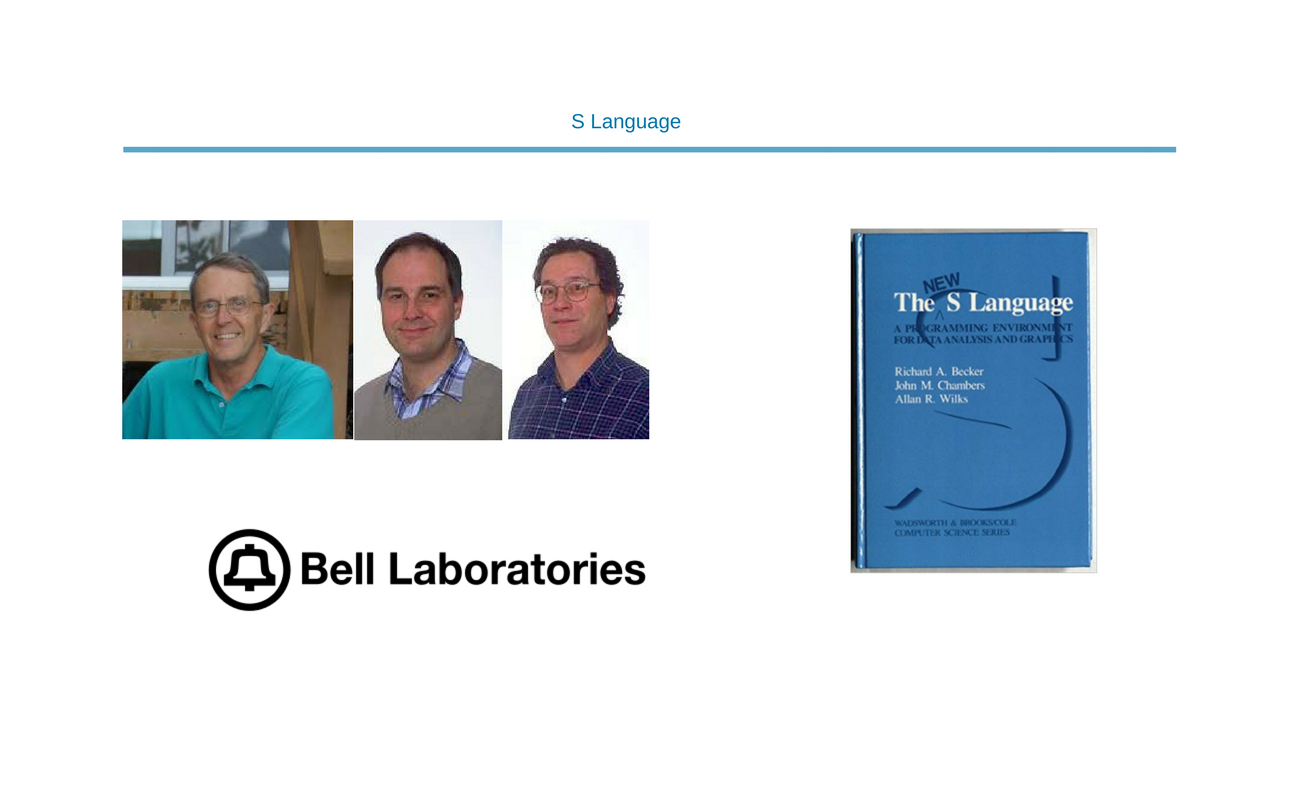 S Language
NEW
The S Language
A PROGRAMMING ENVIRONMENT
FOR DATA ANALYSIS AND GRAPHICS
Richard A. Becker
John M. Chambers
Allan R. Wilks
WADSWORTH & BROOKS/COLE
COMPUTER SCIENCE SERIES
Bell Laboratories